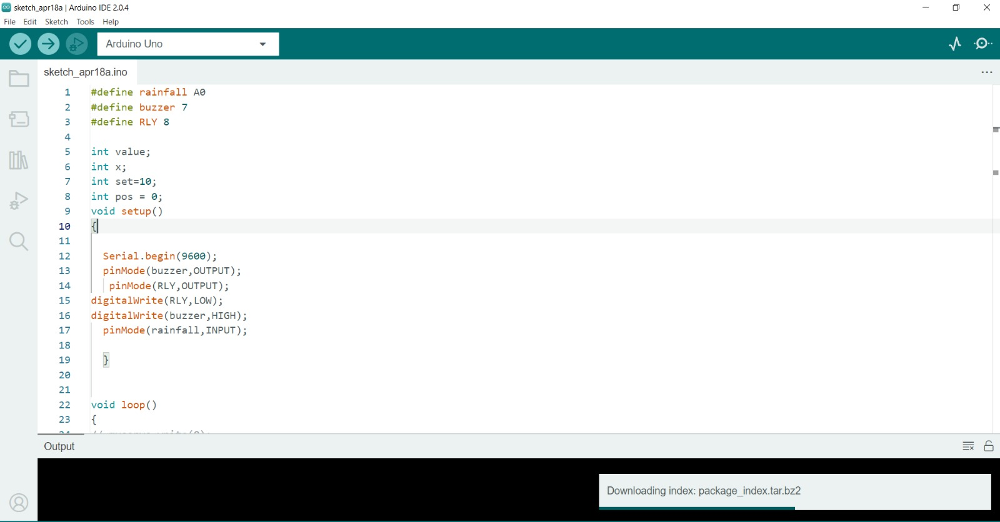 sketch_apr18a | Arduino IDE 2.0.4
File Edit Sketch Tools Help
Arduino Uno
sketch_apr18a.ino
1 #define rainfall A0
2 #define buzzer 7
3 #define RLY 8
4
5 int value;
6 int x;
7 int set=10;
8 int pos = 0;
9 void setup()
10 {
11
12 Serial.begin(9600);
13 pinMode(buzzer,OUTPUT);
14 pinMode(RLY,OUTPUT);
15 digitalWrite(RLY,LOW);
16 digitalWrite(buzzer,HIGH);
17 pinMode(rainfall,INPUT);
18
19 }
20
21
22 void loop()
23 {
Output
Downloading index: package_index.tar.bz2